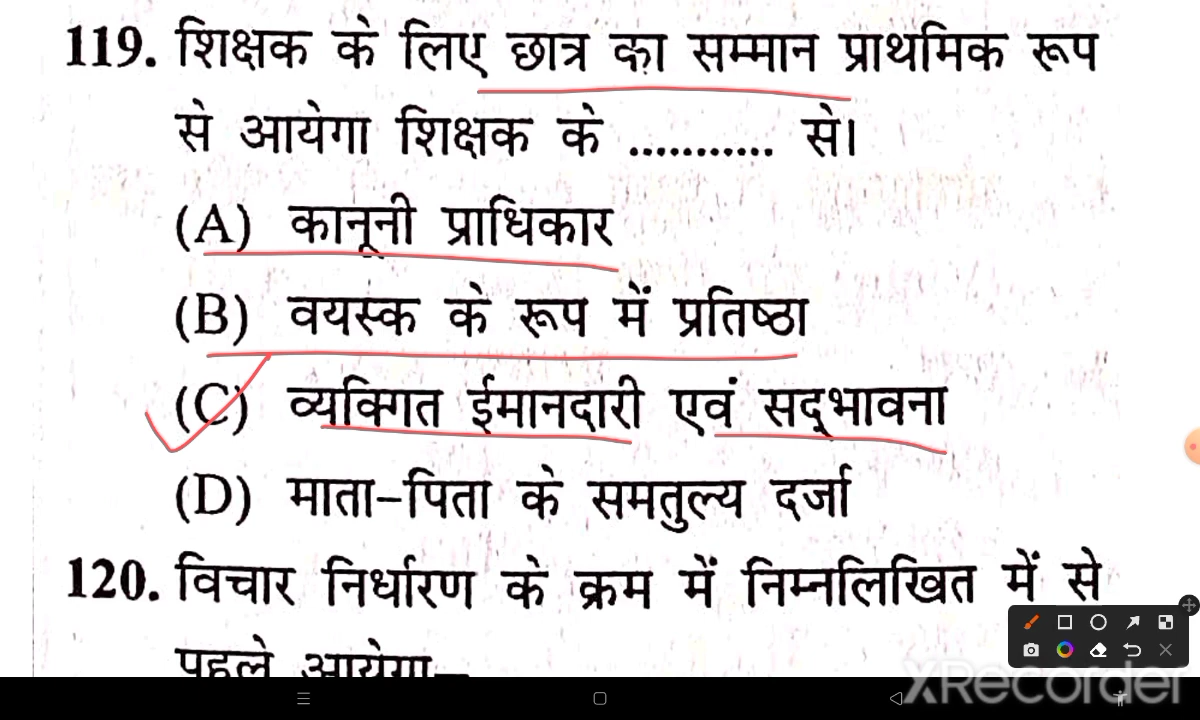 119. शिक्षक के लिए छात्र का सम्मान प्राथमिक रूप
से आयेगा शिक्षक के ........... से।
(A) कानूनी प्राधिकार
(B) वयस्क के रूप में प्रतिष्ठा
(C) व्यक्गित ईमानदारी एवं सद्भावना
(D) माता-पिता के समतुल्य दर्जा
120. विचार निर्धारण के क्रम में निम्नलिखित में से
पहले आयेगा–
XRecorder